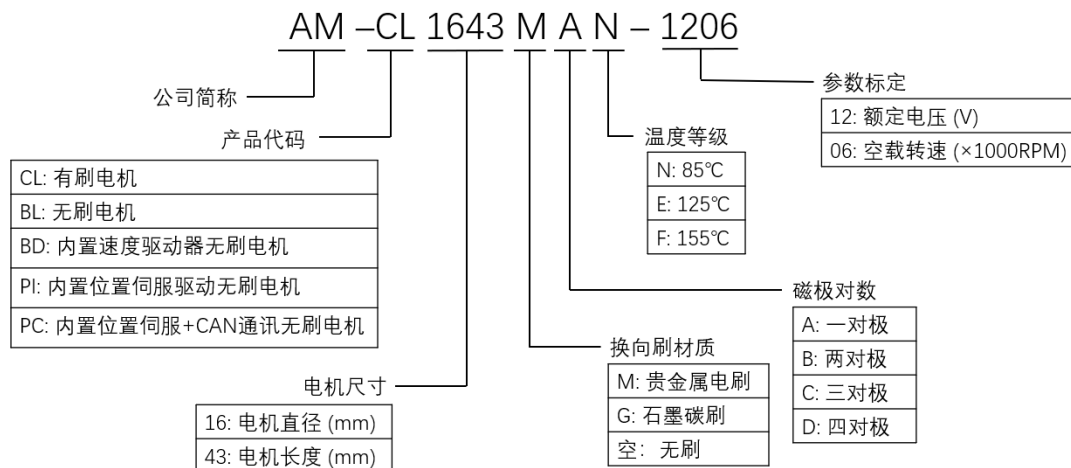 AM–CL 1643 M A N – 1206
公司简称
产品代码
CL: 有刷电机
BL: 无刷电机
BD: 内置速度驱动器无刷电机
PI: 内置位置伺服驱动无刷电机
PC: 内置位置伺服+CAN通讯无刷电机
电机尺寸
16: 电机直径 (mm)
43: 电机长度 (mm)
换向刷材质
M: 贵金属电刷
G: 石墨碳刷
空：无刷
磁极对数
A: 一对极
B: 两对极
C: 三对极
D: 四对极
温度等级
N: 85℃
E: 125℃
F: 155℃
参数标定
12: 额定电压 (V)
06: 空载转速 (×1000RPM)